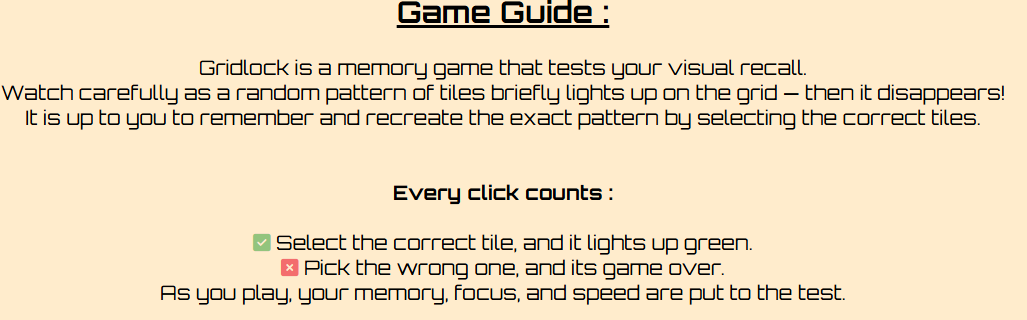 Game Guide :
Gridlock is a memory game that tests your visual recall.
Watch carefully as a random pattern of tiles briefly lights up on the grid — then it disappears!
It is up to you to remember and recreate the exact pattern by selecting the correct tiles.
Every click counts :
✅ Select the correct tile, and it lights up green.
❌ Pick the wrong one, and its game over.
As you play, your memory, focus, and speed are put to the test.